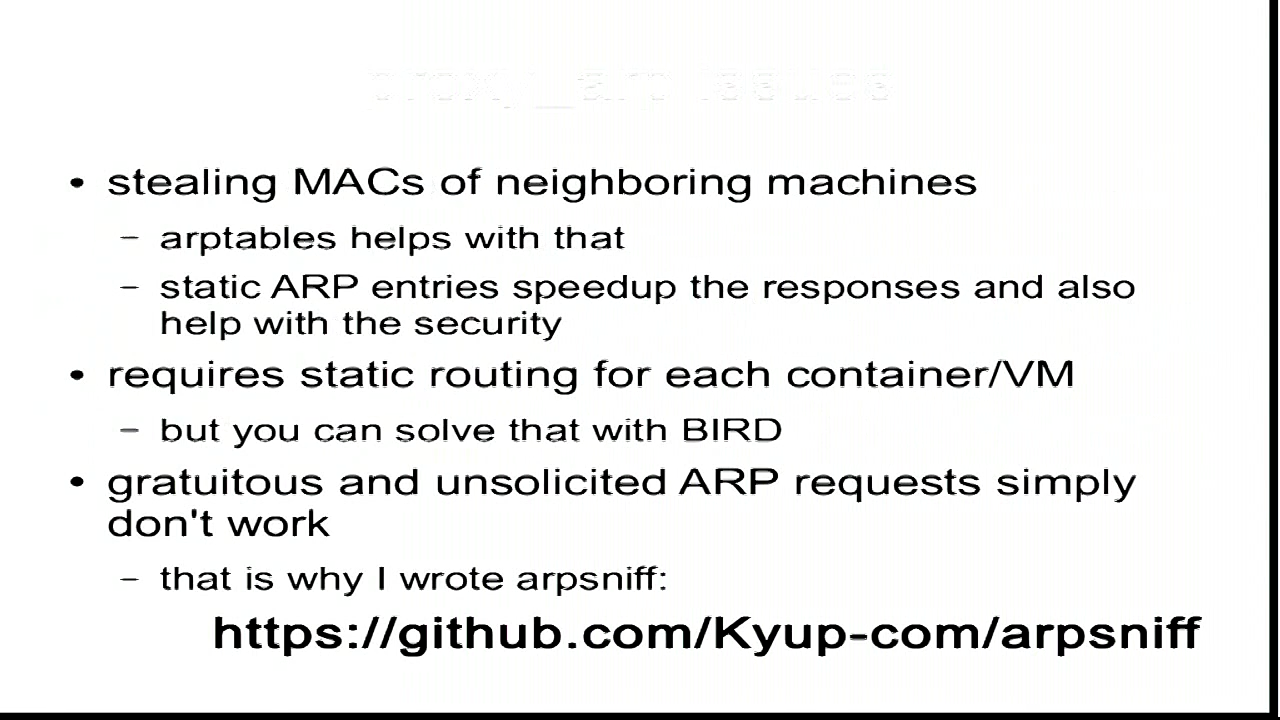 proxy_arp issues
• stealing MACs of neighboring machines
– arptables helps with that
– static ARP entries speedup the responses and also
help with the security
• requires static routing for each container/VM
– but you can solve that with BIRD
• gratuitous and unsolicited ARP requests simply
don't work
– that is why I wrote arpsniff:
https://github.com/Kyup-com/arpsniff